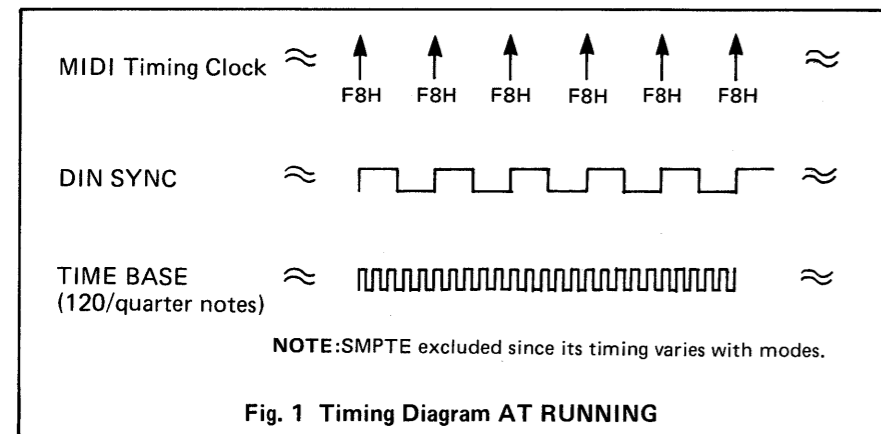 MIDI Timing Clock
F8H F8H F8H F8H F8H F8H
DIN SYNC
TIME BASE
(120/quarter notes)
NOTE:SMPTE excluded since its timing varies with modes.
Fig. 1 Timing Diagram AT RUNNING